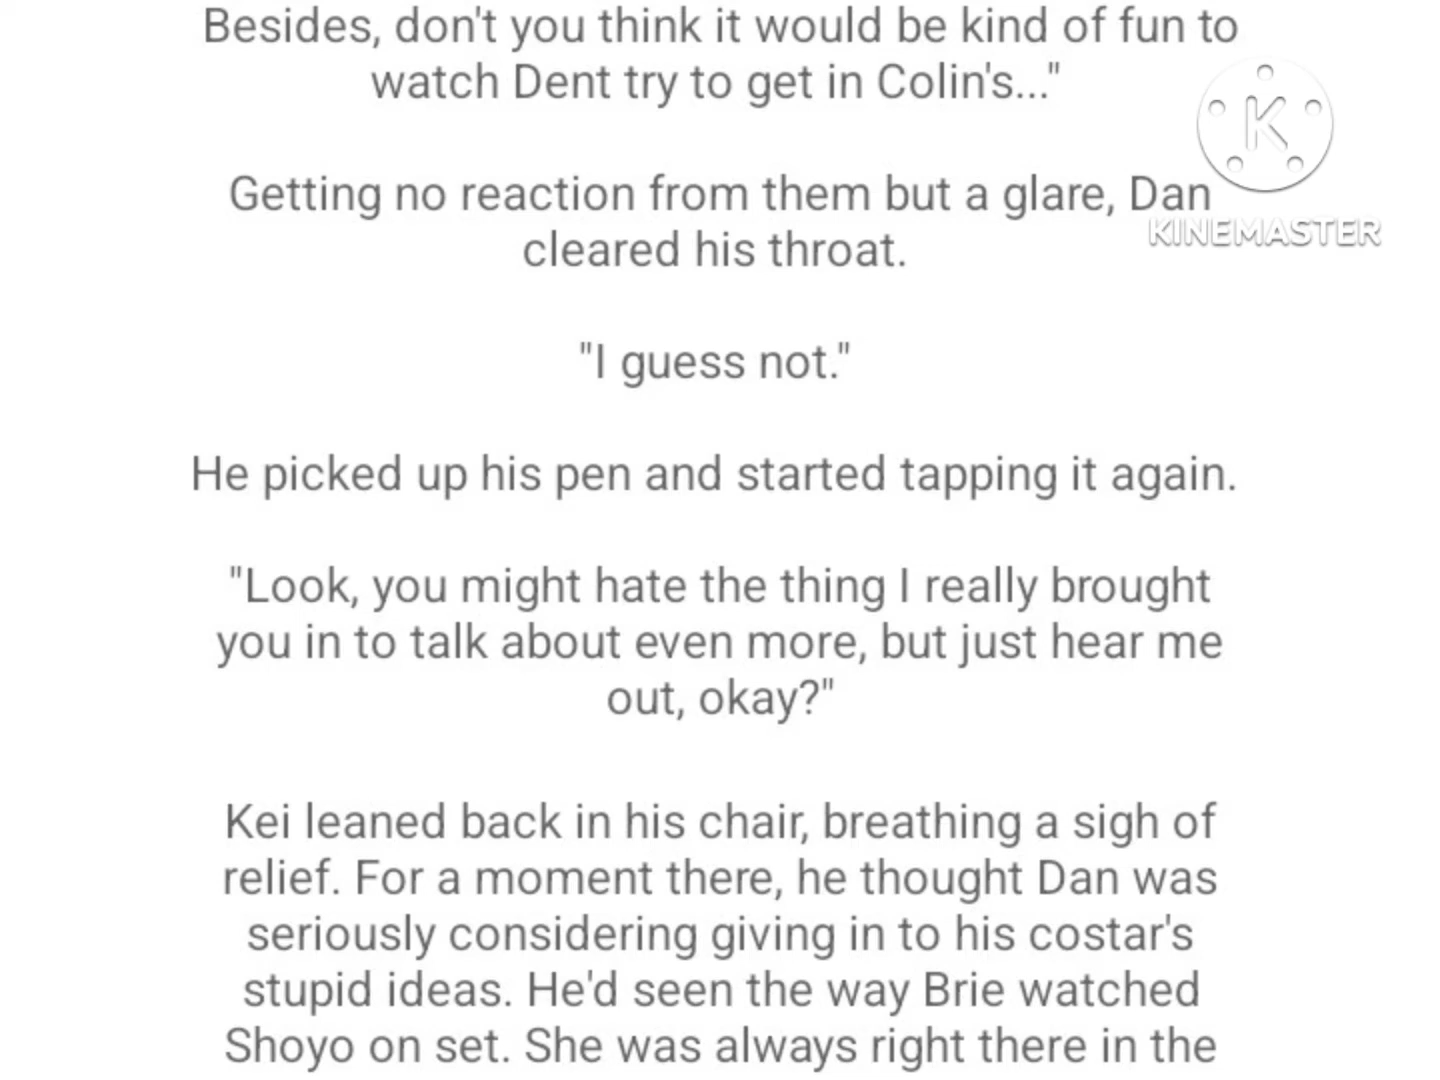 Besides, don't you think it would be kind of fun to
watch Dent try to get in Colin's..."
Getting no reaction from them but a glare, Dan
cleared his throat.
"I guess not."
He picked up his pen and started tapping it again.
"Look, you might hate the thing I really brought
you in to talk about even more, but just hear me
out, okay?"
Kei leaned back in his chair, breathing a sigh of
relief. For a moment there, he thought Dan was
seriously considering giving in to his costar's
stupid ideas. He'd seen the way Brie watched
Shoyo on set. She was always right there in the
K
KINEMASTER